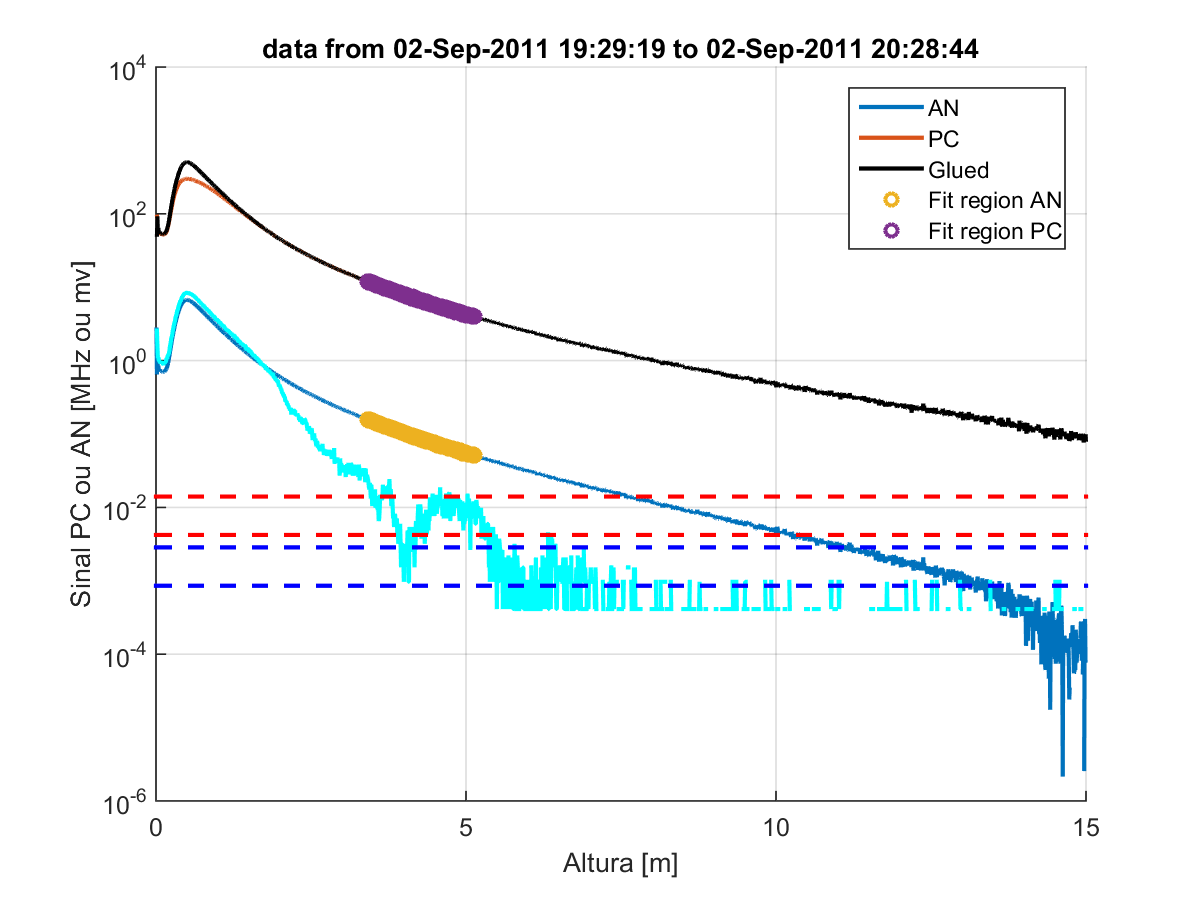 data from 02-Sep-2011 19:29:19 to 02-Sep-2011 20:28:44
10^4
10^2
10^0
10^-2
10^-4
10^-6
Sinal PC ou AN [MHz ou mv]
AN
PC
Glued
Fit region AN
Fit region PC
0 5 10 15
Altura [m]